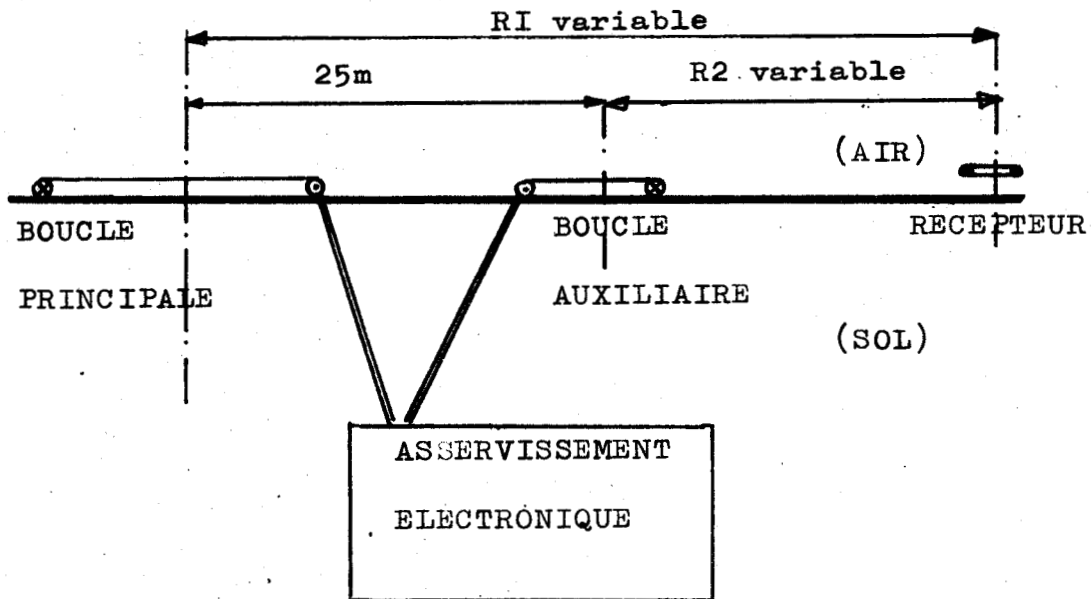 RI variable
25m
R2 variable
(AIR)
BOUCLE
PRINCIPALE
BOUCLE
AUXILIAIRE
RECEPTEUR
(SOL)
ASSERVISSEMENT
ELECTRONIQUE